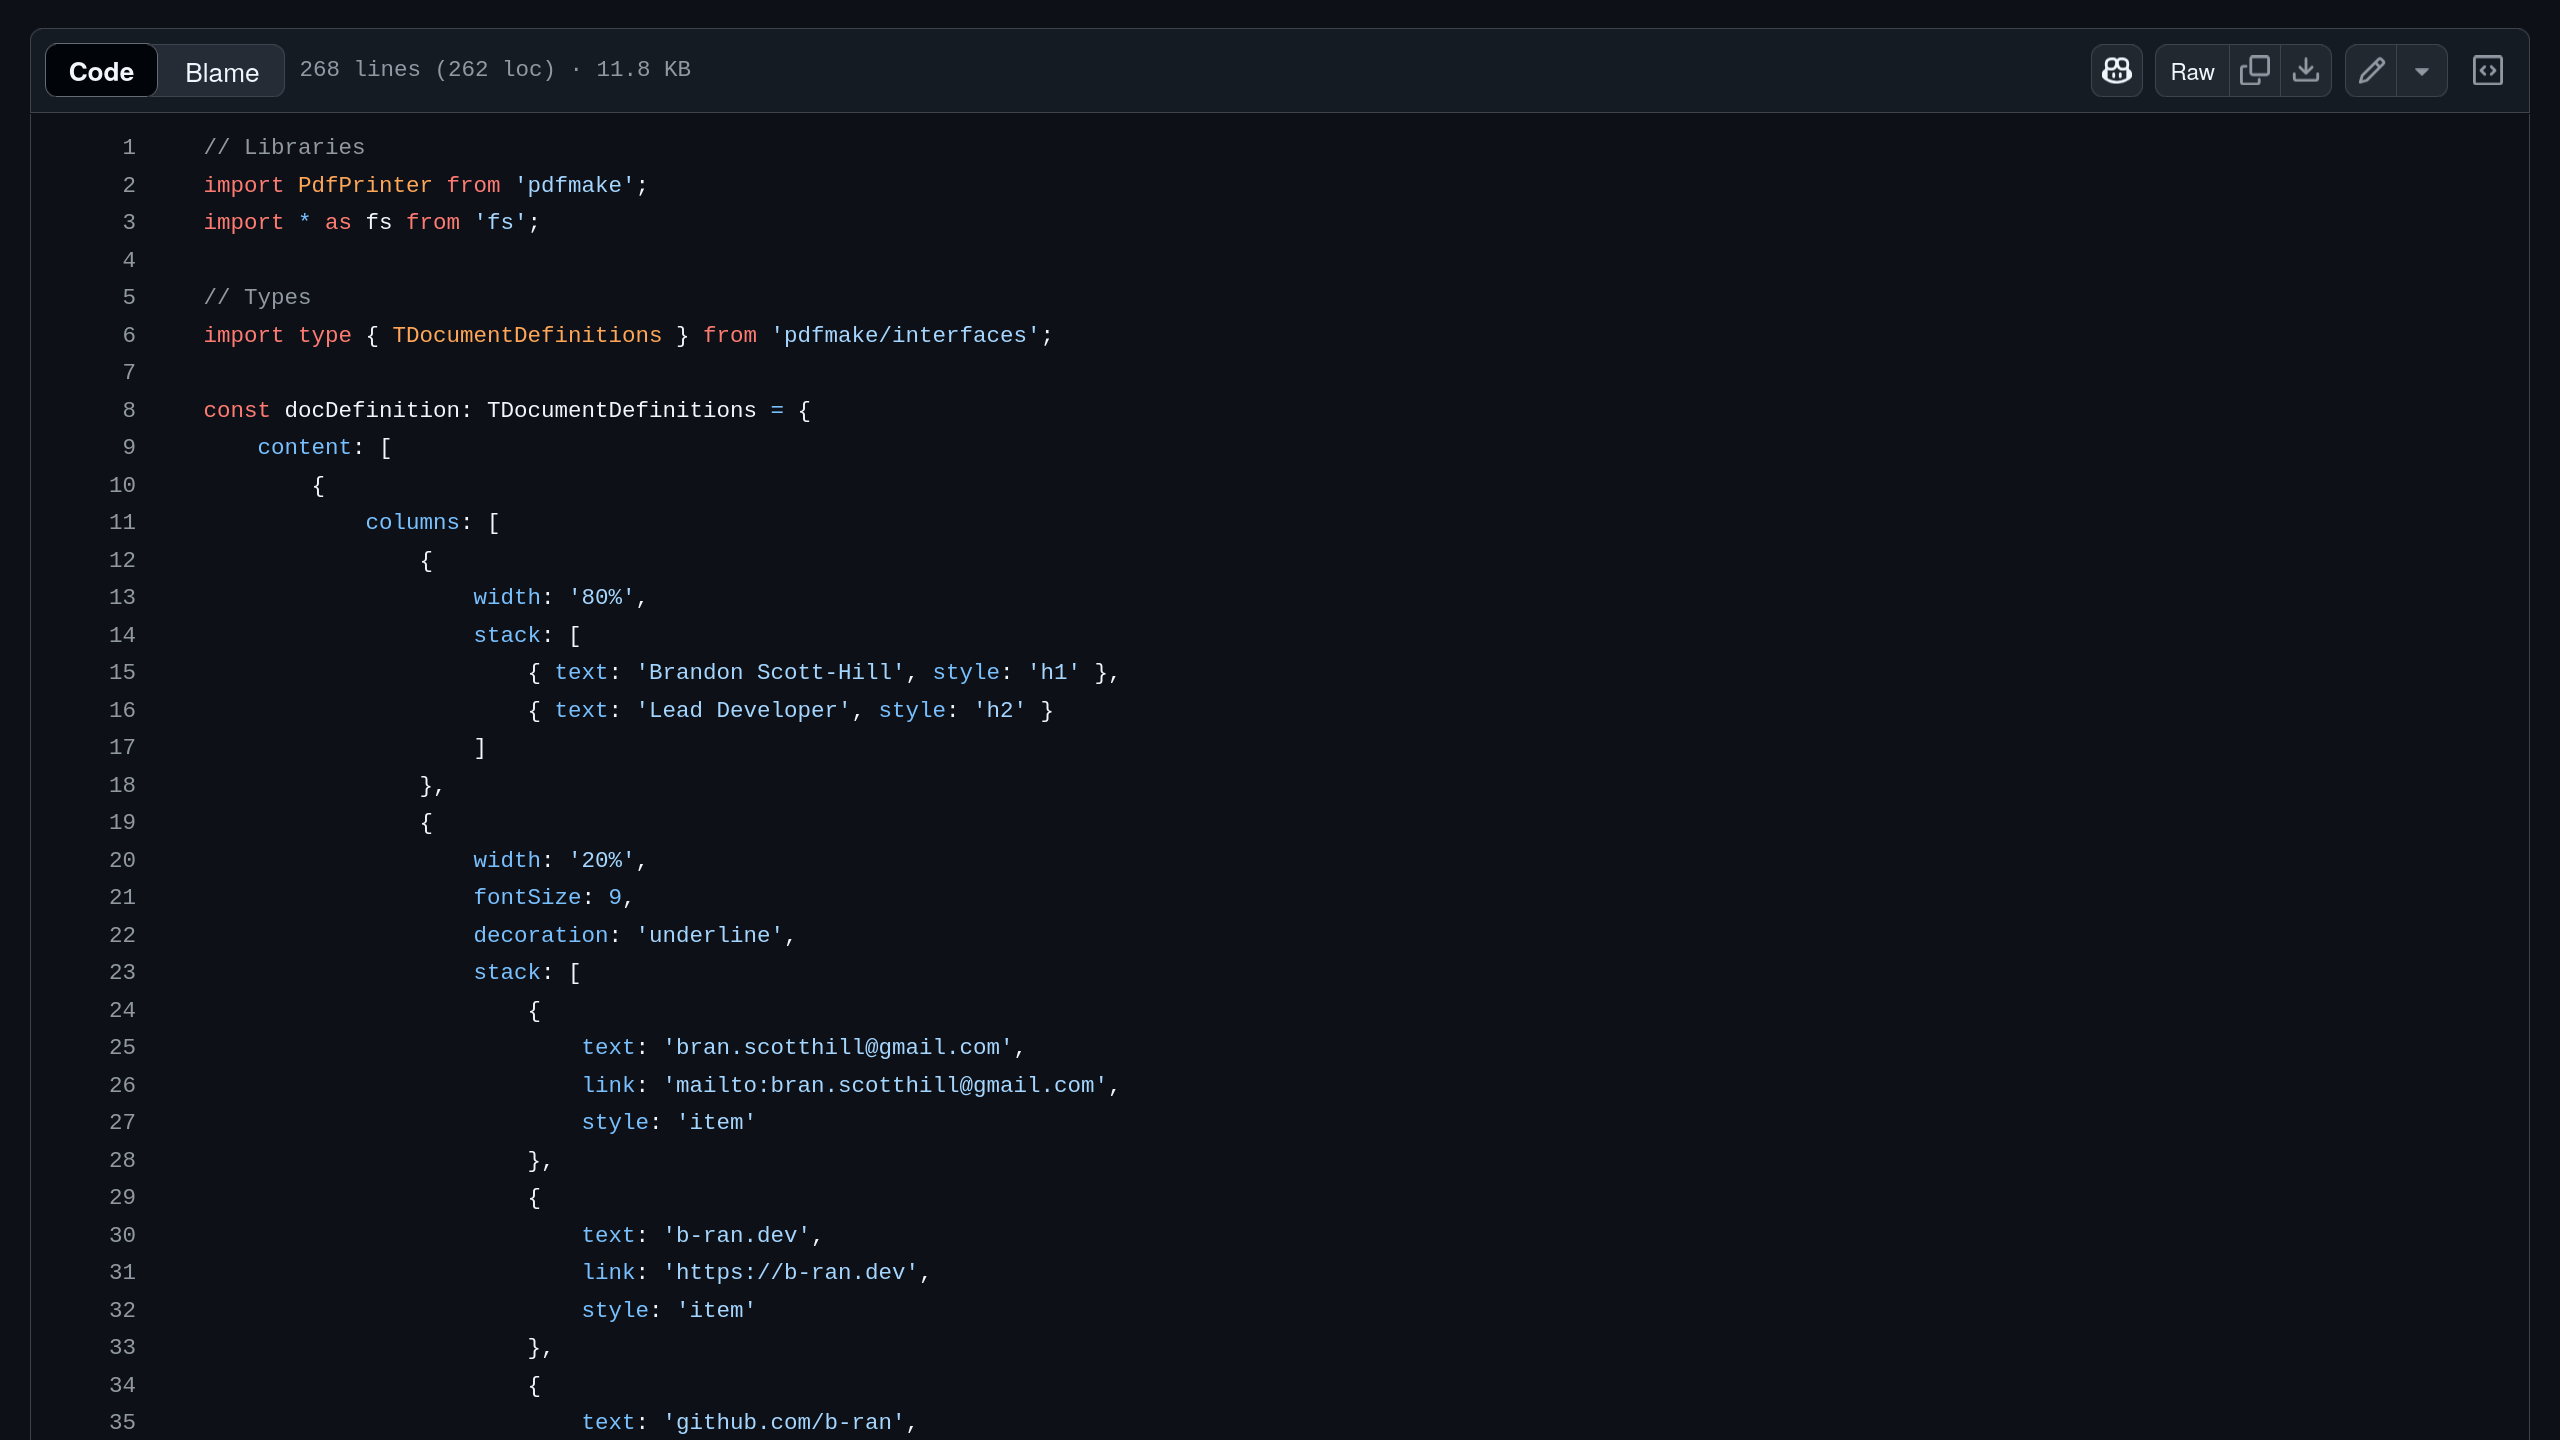 Code Blame 268 lines (262 loc) · 11.8 KB Raw
1 // Libraries
2 import PdfPrinter from 'pdfmake';
3 import * as fs from 'fs';
4
5 // Types
6 import type { TDocumentDefinitions } from 'pdfmake/interfaces';
7
8 const docDefinition: TDocumentDefinitions = {
9     content: [
10         {
11             columns: [
12                 {
13                     width: '80%',
14                     stack: [
15                         { text: 'Brandon Scott-Hill', style: 'h1' },
16                         { text: 'Lead Developer', style: 'h2' }
17                     ]
18                 },
19                 {
20                     width: '20%',
21                     fontSize: 9,
22                     decoration: 'underline',
23                     stack: [
24                         {
25                             text: 'bran.scotthill@gmail.com',
26                             link: 'mailto:bran.scotthill@gmail.com',
27                             style: 'item'
28                         },
29                         {
30                             text: 'b-ran.dev',
31                             link: 'https://b-ran.dev',
32                             style: 'item'
33                         },
34                         {
35                             text: 'github.com/b-ran',